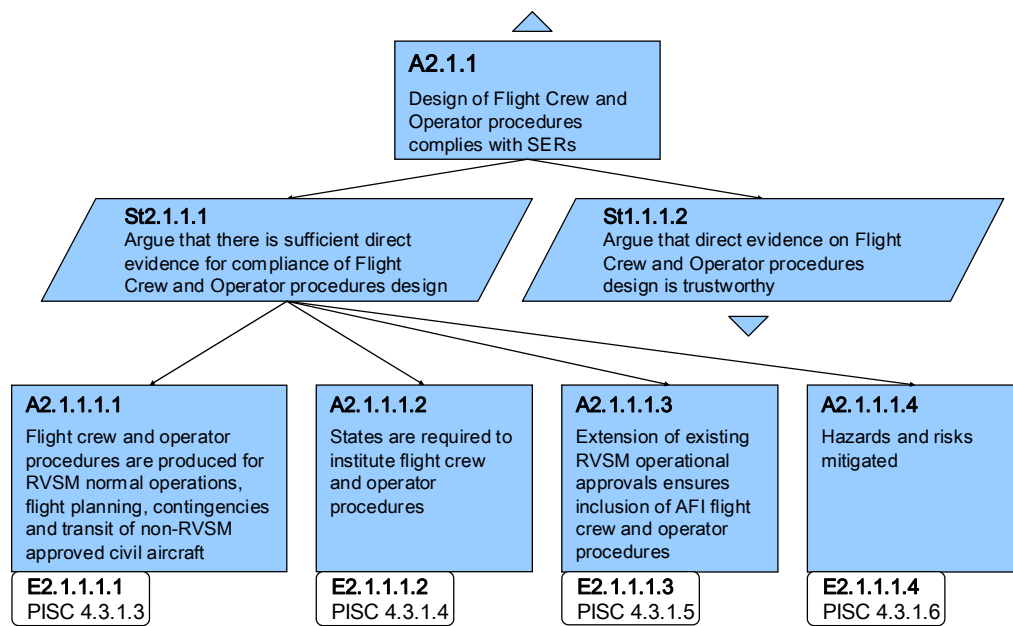 A2.1.1
Design of Flight Crew and
Operator procedures
complies with SERs
St2.1.1.1
Argue that there is sufficient direct
evidence for compliance of Flight
Crew and Operator procedures design
St1.1.1.2
Argue that direct evidence on Flight
Crew and Operator procedures
design is trustworthy
A2.1.1.1.1
Flight crew and operator
procedures are produced for
RVSM normal operations,
flight planning, contingencies
and transit of non-RVSM
approved civil aircraft
E2.1.1.1.1
PISC 4.3.1.3
A2.1.1.1.2
States are required to
institute flight crew
and operator
procedures
E2.1.1.1.2
PISC 4.3.1.4
A2.1.1.1.3
Extension of existing
RVSM operational
approvals ensures
inclusion of AFI flight
crew and operator
procedures
E2.1.1.1.3
PISC 4.3.1.5
A2.1.1.1.4
Hazards and risks
mitigated
E2.1.1.1.4
PISC 4.3.1.6